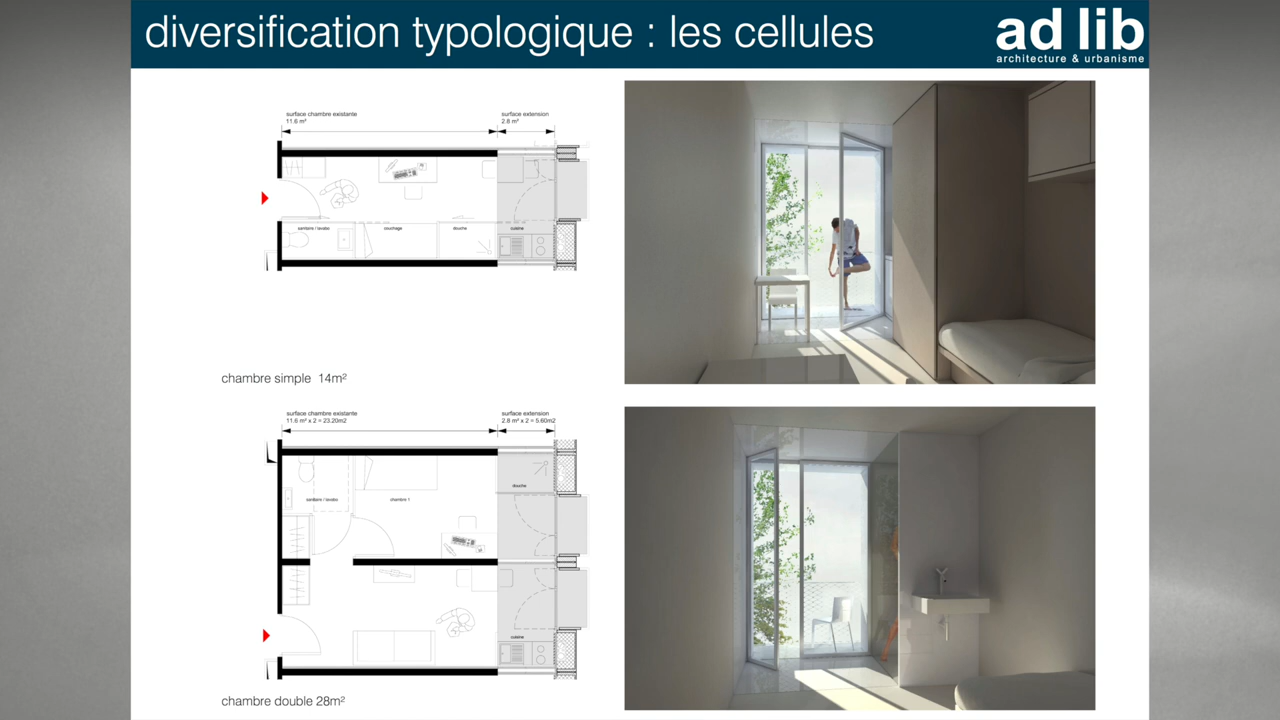 diversification typologique : les cellules
ad lib
architecture & urbanisme
surface chambre existante
11.6 m²
surface extension
2.8 m²
sanitaire / lavabo
couchage
douche
cuisine
chambre simple 14m²
surface chambre existante
11.6 m² x 2 = 23.20m2
surface extension
2.8 m² x 2 = 5.60m2
douche
sanitaire / lavabo
chambre 1
cuisine
chambre double 28m²